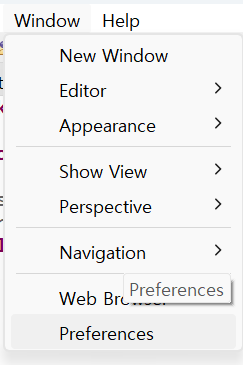 Window Help
New Window
Editor
Appearance
Show View
Perspective
Navigation
Preferences
Web Browser
Preferences